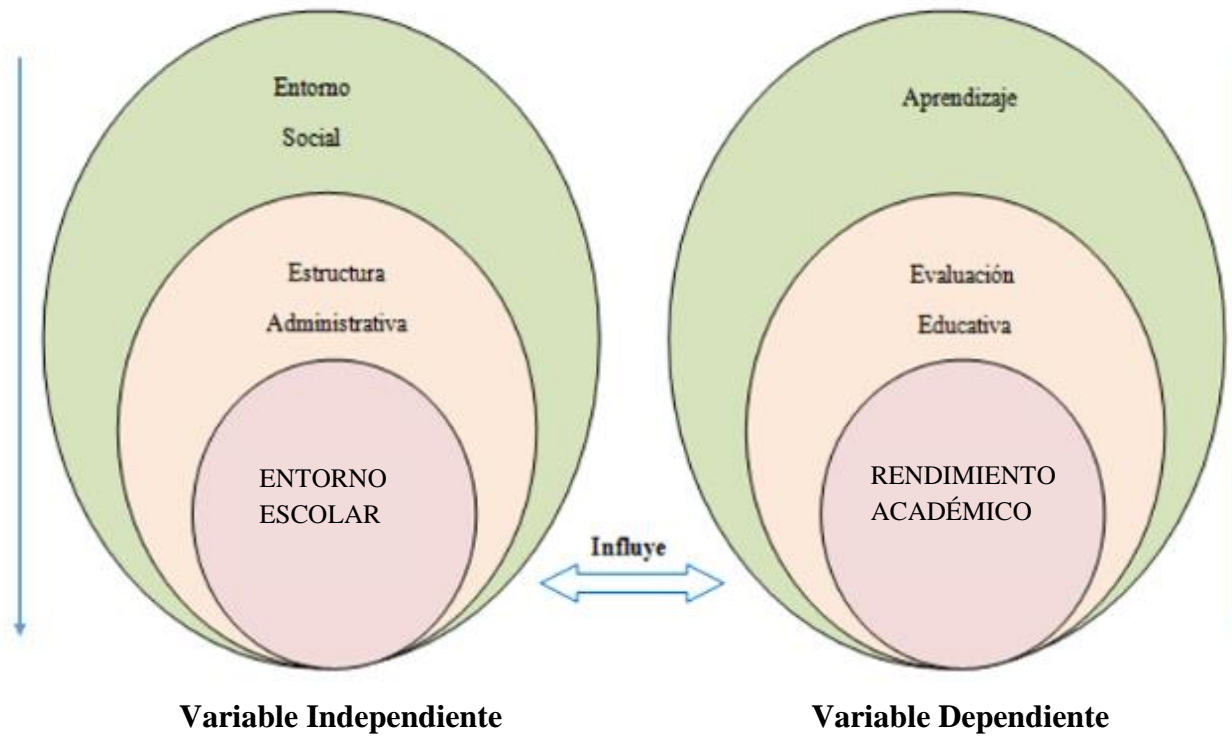 Entorno
Social
Estructura
Administrativa
ENTORNO
ESCOLAR
Influye
Aprendizaje
Evaluación
Educativa
RENDIMIENTO
ACADÉMICO
Variable Independiente
Variable Dependiente